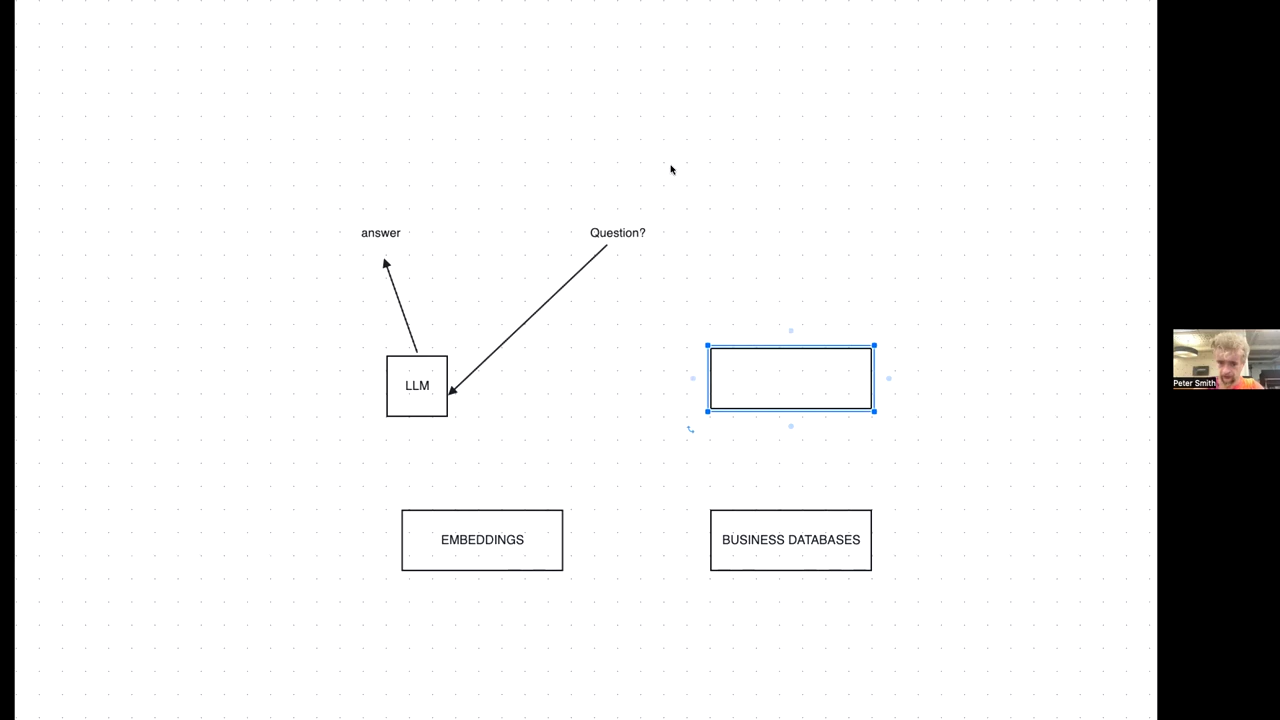 answer
Question?
LLM
Peter Smith
EMBEDDINGS
BUSINESS DATABASES